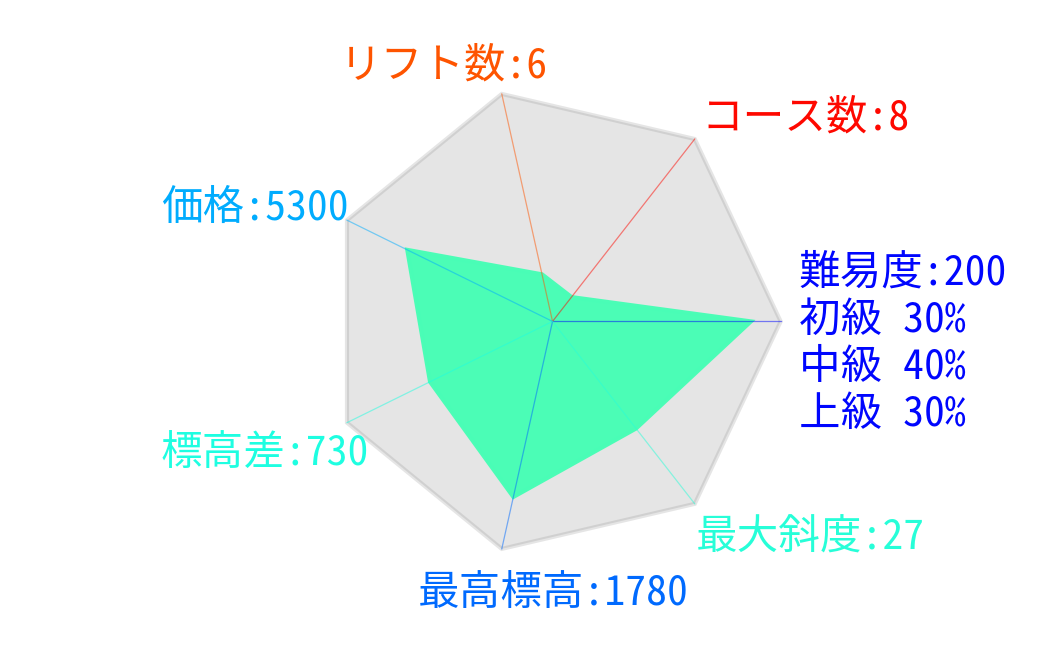 リフト数:6
コース数:8
価格:5300
難易度:200
初級 30%
中級 40%
上級 30%
標高差:730
最大斜度:27
最高標高:1780